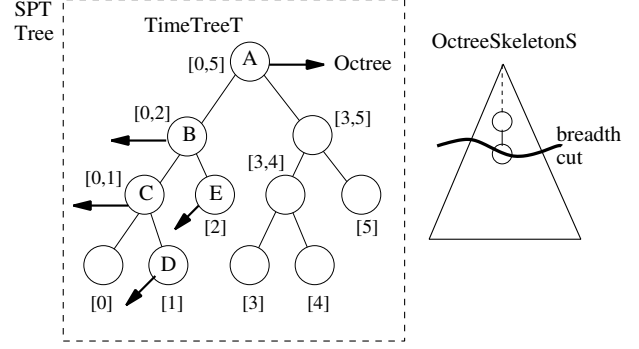 SPT
Tree
TimeTreeT
[0,5]
A
Octree
OctreeSkeletonS
[0,2]
B
[3,5]
breadth
cut
[0,1]
C
E
[3,4]
[2]
[5]
D
[0]
[1]
[3]
[4]